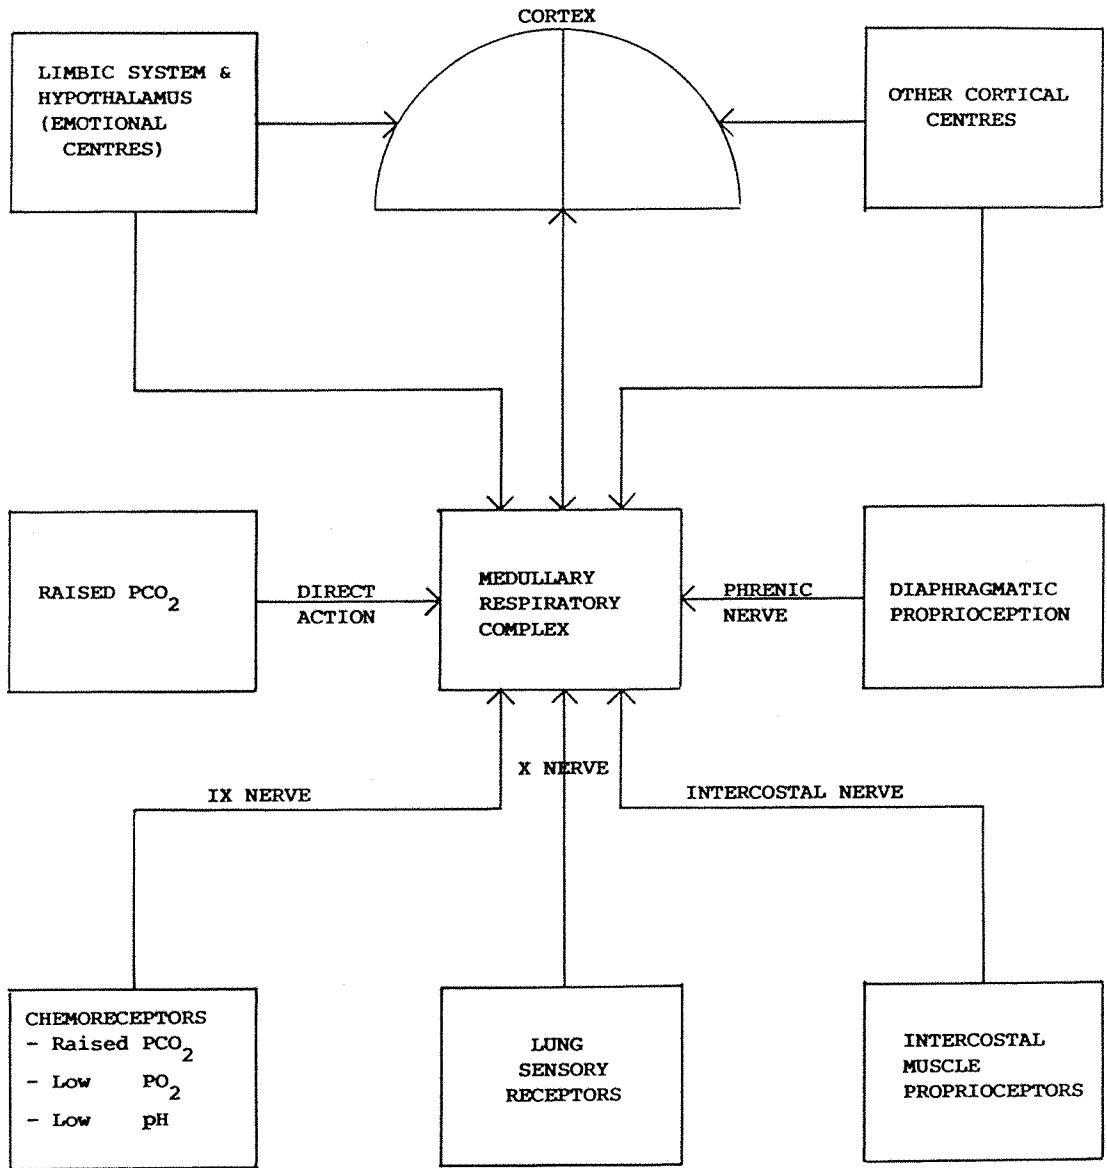 CORTEX
LIMBIC SYSTEM &
HYPOTHALAMUS
(EMOTIONAL
CENTRES)
OTHER CORTICAL
CENTRES
RAISED PCO2
DIRECT
ACTION
MEDULLARY
RESPIRATORY
COMPLEX
PHRENIC
NERVE
DIAPHRAGMATIC
PROPRIOCEPTION
IX NERVE
X NERVE
INTERCOSTAL NERVE
CHEMORECEPTORS
- Raised PCO2
- Low PO2
- Low pH
LUNG
SENSORY
RECEPTORS
INTERCOSTAL
MUSCLE
PROPRIOCEPTORS